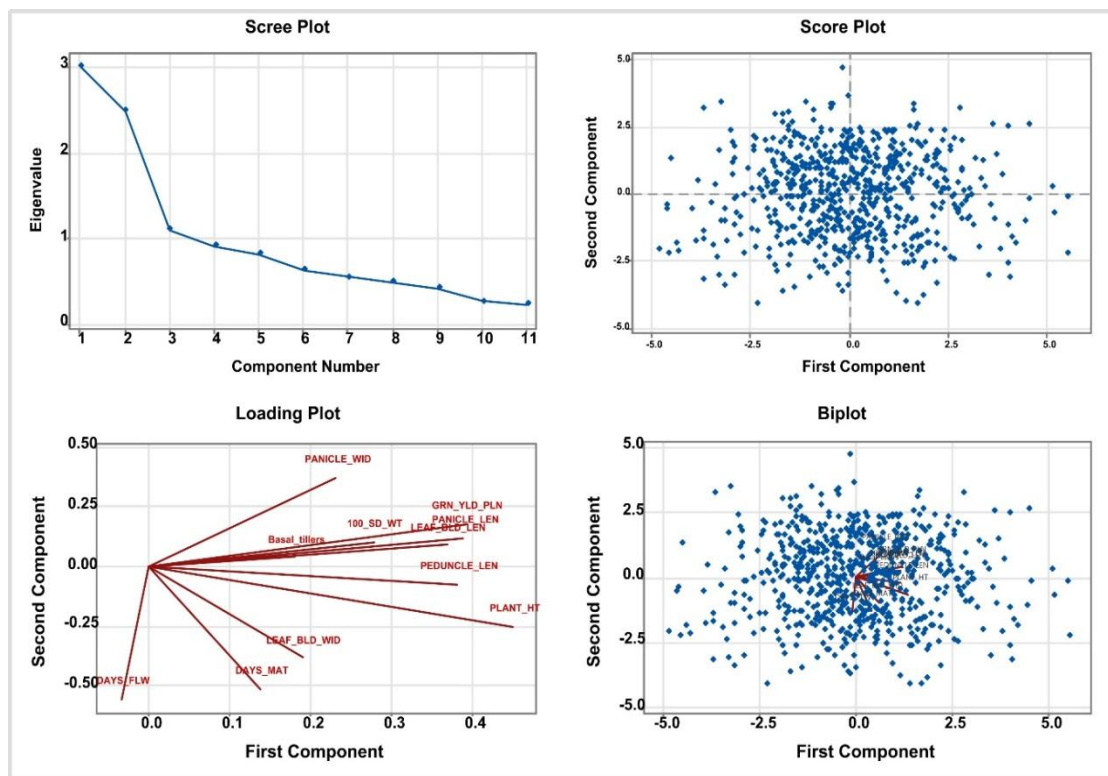 Scree Plot
3
2
1
0
Eigenvalue
1 2 3 4 5 6 7 8 9 10 11
Component Number
Score Plot
5.0
2.5
0.0
-2.5
-5.0
Second Component
-5.0 -2.5 0.0 2.5 5.0
First Component
Loading Plot
0.50
0.25
0.00
-0.25
-0.50
Second Component
PANICLE_WID
GRN_YLD_PLN
100_SD_WT
PANICLE_LEN
LEAF_BLD_LEN
Basal_tillers
PEDUNCLE_LEN
PLANT_HT
LEAF_BLD_WID
DAYS_MAT
DAYS_FLW
0.0 0.1 0.2 0.3 0.4
First Component
Biplot
5.0
2.5
0.0
-2.5
-5.0
Second Component
-5.0 -2.5 0.0 2.5 5.0
First Component